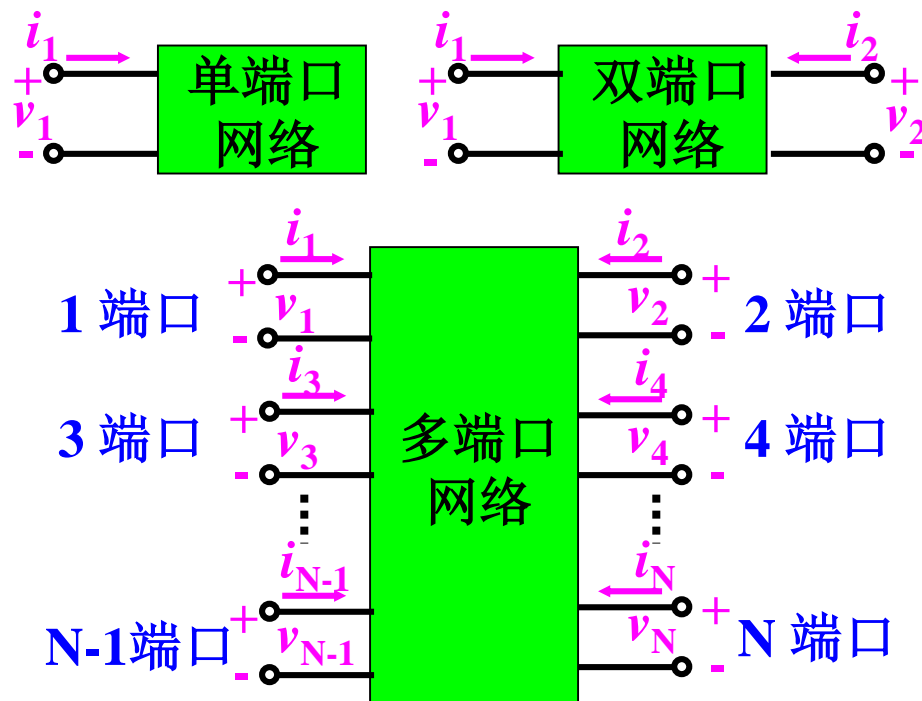 i1
+
v1
-
单端口
网络
i1
+
v1
-
双端口
网络
i2
+
v2
-
1 端口
+
i1
v1
-
i2
v2
+
-
2 端口
3 端口
+
i3
v3
-
多端口
网络
i4
v4
+
-
4 端口
N-1端口
+
iN-1
vN-1
-
iN
vN
+
-
N 端口